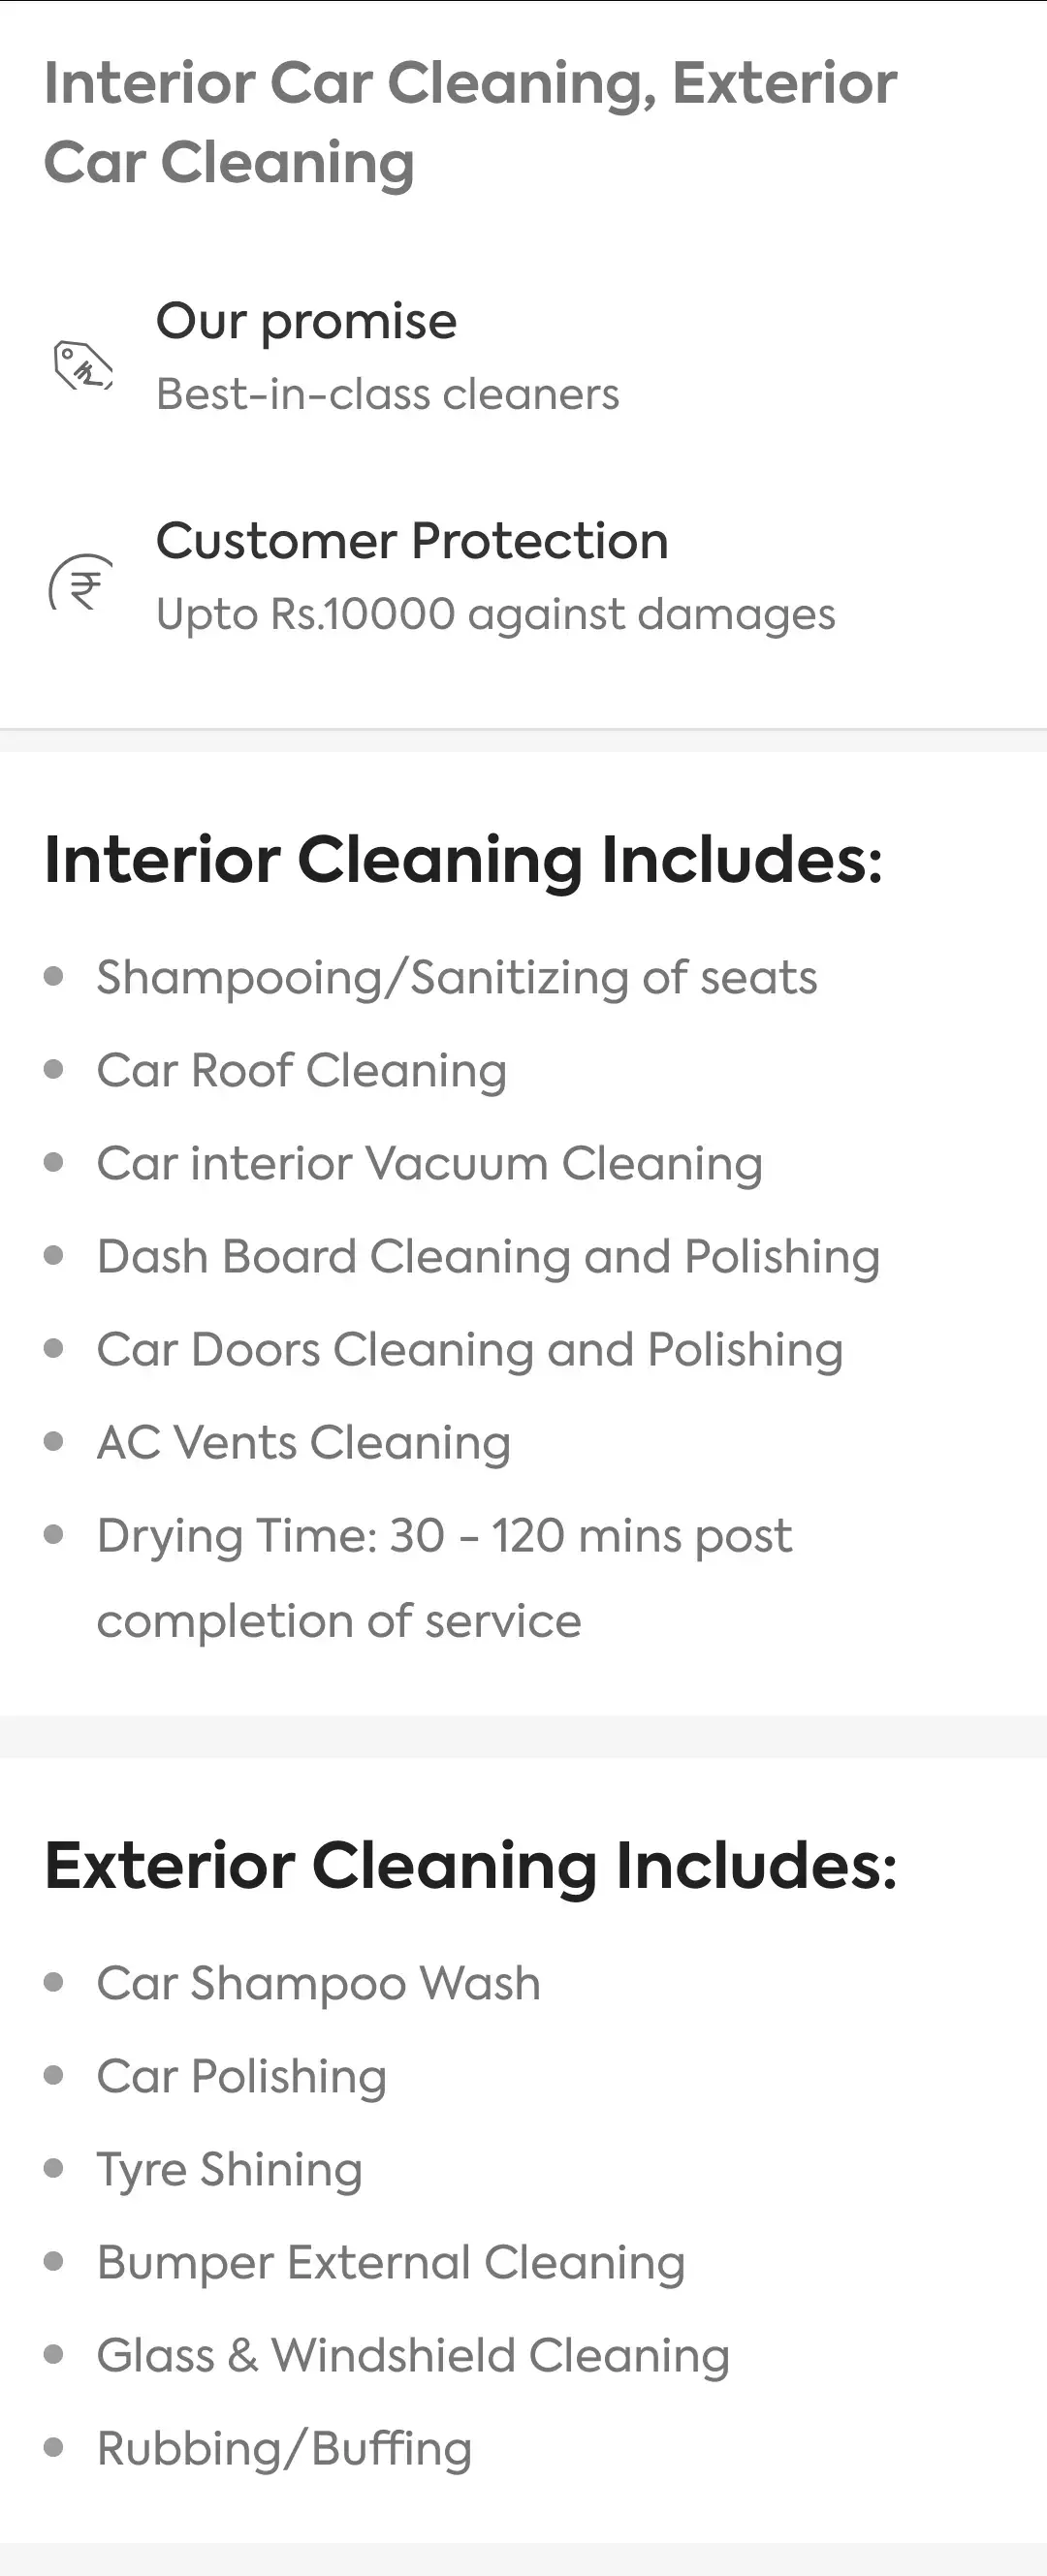 Interior Car Cleaning, Exterior
Car Cleaning
Our promise
Best-in-class cleaners
Customer Protection
Upto Rs.10000 against damages
Interior Cleaning Includes:
Shampooing/Sanitizing of seats
Car Roof Cleaning
Car interior Vacuum Cleaning
Dash Board Cleaning and Polishing
Car Doors Cleaning and Polishing
AC Vents Cleaning
Drying Time: 30 - 120 mins post
completion of service
Exterior Cleaning Includes:
Car Shampoo Wash
Car Polishing
Tyre Shining
Bumper External Cleaning
Glass & Windshield Cleaning
Rubbing/Buffing